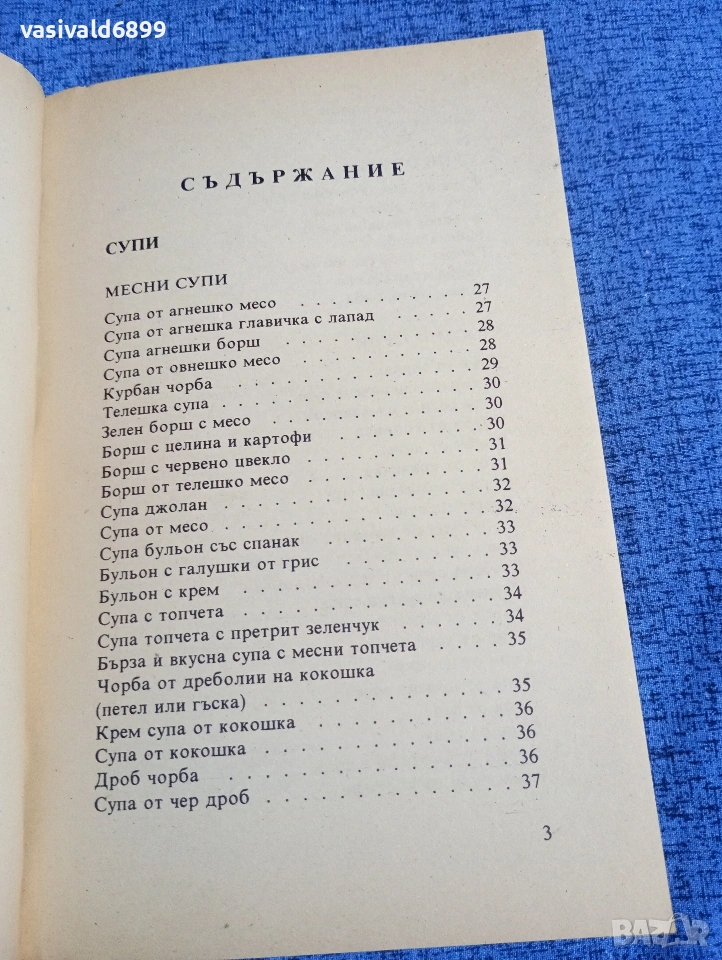 vasivald6899
СЪДЪРЖАНИЕ
СУПИ
МЕСНИ СУПИ
Супа от агнешко месо . . . . . . . . . . . 27
Супа от агнешка главичка с лапад . . . . . 27
Супа агнешки борш . . . . . . . . . . . 28
Супа от овнешко месо . . . . . . . . . . 28
Курбан чорба . . . . . . . . . . . . . 29
Телешка супа . . . . . . . . . . . . . 30
Зелен борш с месо . . . . . . . . . . . 30
Борш с целина и картофи . . . . . . . . 30
Борш с червено цвекло . . . . . . . . . 31
Борш от телешко месо . . . . . . . . . 31
Супа джолан . . . . . . . . . . . . . 32
Супа от месо . . . . . . . . . . . . . 32
Супа бульон със спанак . . . . . . . . 33
Бульон с галушки от грис . . . . . . . 33
Бульон с крем . . . . . . . . . . . . 33
Супа с топчета . . . . . . . . . . . . 34
Супа топчета с претрит зеленчук . . . . . 34
Бърза и вкусна супа с месни топчета . . . . 35
Чорба от дреболии на кокошка
(петел или гъска) . . . . . . . . . . . 35
Крем супа от кокошка . . . . . . . . . 36
Супа от кокошка . . . . . . . . . . . 36
Дроб чорба . . . . . . . . . . . . . 36
Супа от чер дроб . . . . . . . . . . . 37
3
BAZAR